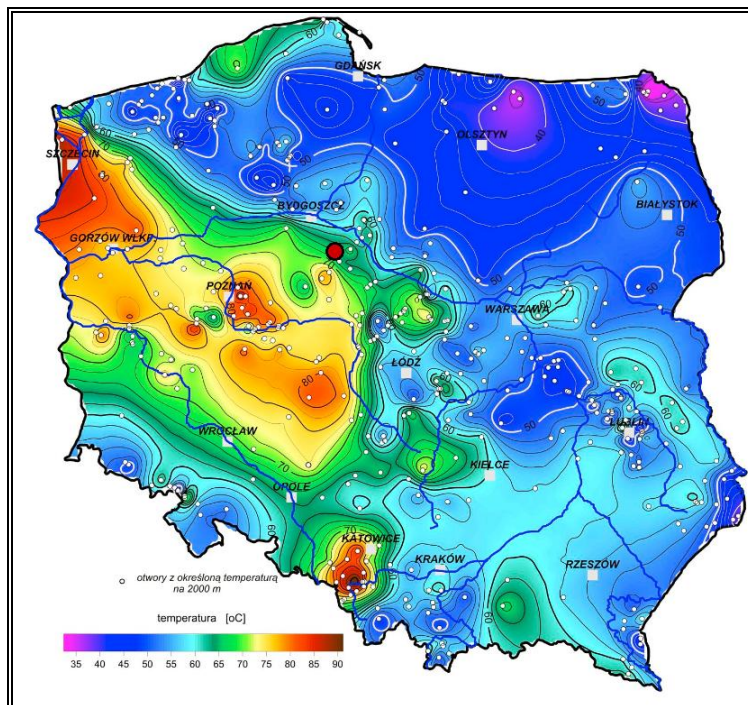 GDAŃSK
OLSZTYN
SZCZECIN
BIAŁYSTOK
BYDGOSZCZ
GORZÓW WLKP.
POZNAŃ
WARSZAWA
ŁÓDŹ
LUBLIN
WROCŁAW
KIELCE
OPOLE
KATOWICE
KRAKÓW
RZESZÓW
otwory z określoną temperaturą
na 2000 m
temperatura [oC]
35 40 45 50 55 60 65 70 75 80 85 90